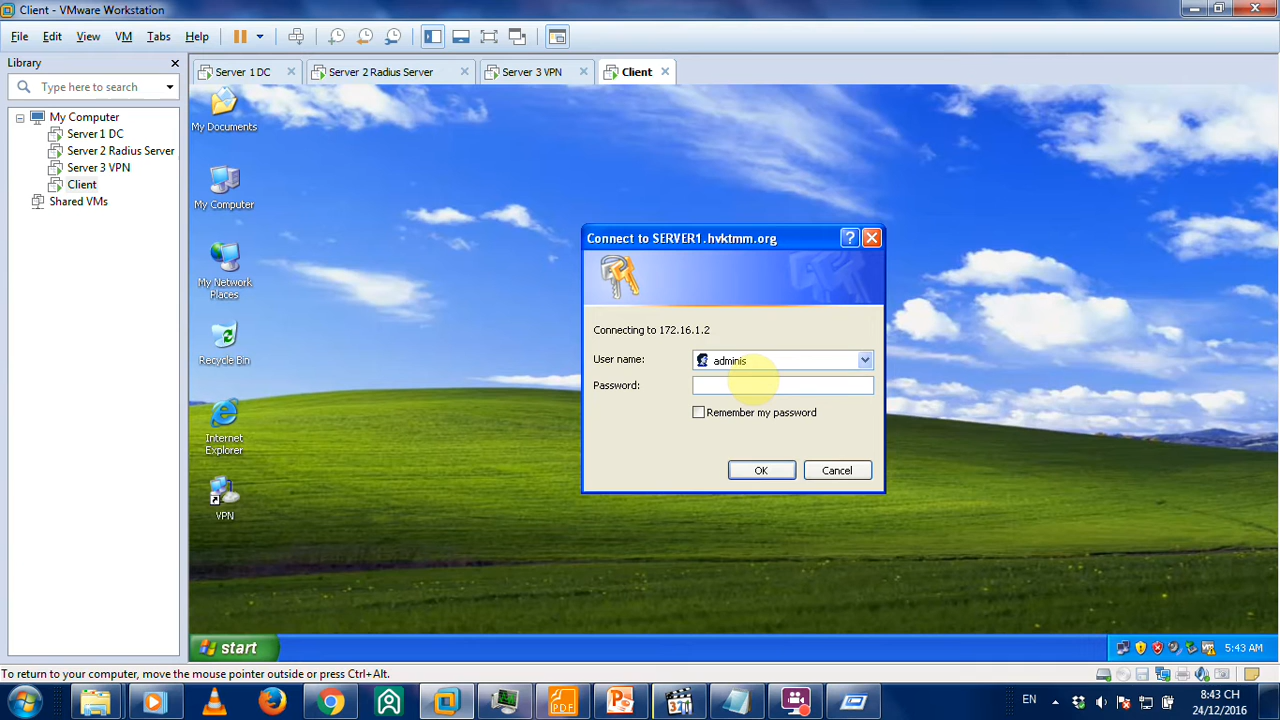 Client - VMware Workstation
File Edit View VM Tabs Help
Library
Type here to search
My Computer
Server 1 DC
Server 2 Radius Server
Server 3 VPN
Client
Shared VMs
Server 1 DC
Server 2 Radius Server
Server 3 VPN
Client
My Documents
My Computer
My Network
Places
Recycle Bin
Internet
Explorer
VPN
Connect to SERVER1.hvktmm.org
Connecting to 172.16.1.2
User name:
adminis
Password:
Remember my password
OK
Cancel
start
5:43 AM
To return to your computer, move the mouse pointer outside or press Ctrl+Alt.
PDF
EN
8:43 CH
24/12/2016